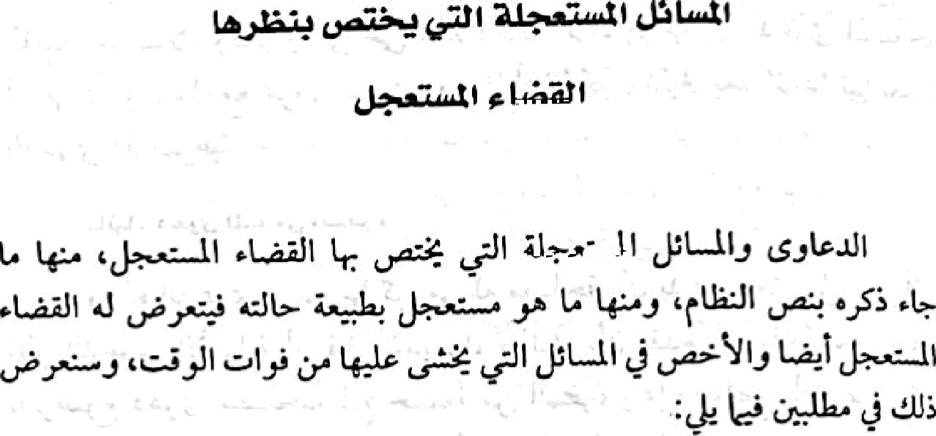 المسائل المستعجلة التي يختص بنظرها
القضاء المستعجل
الدعاوى والمسائل التي يختص بها القضاء المستعجل، منها ما
جاء ذكره بنص النظام، ومنها ما هو مستعجل بطبيعة حالته فيتعرض له القضاء
المستعجل أيضا والأخص في المسائل التي يخشى عليها من فوات الوقت، وسنعرض
ذلك في مطلبين فيما يلي: